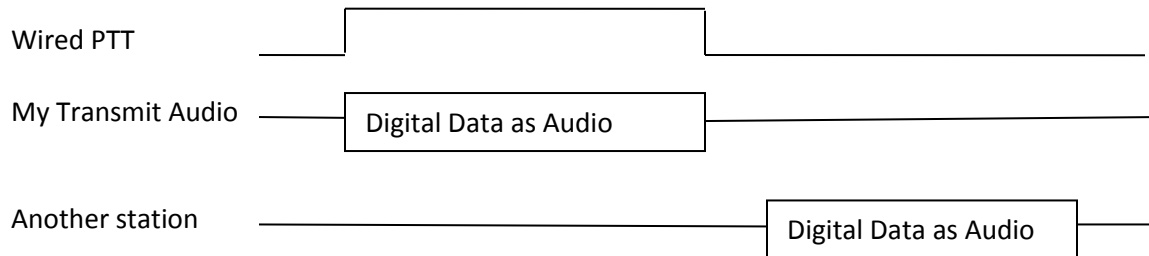 Wired PTT
My Transmit Audio
Digital Data as Audio
Another station
Digital Data as Audio